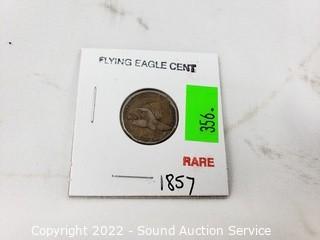 FLYING EAGLE CENT
356.
RARE
1857
Copyright 2022 - Sound Auction Service